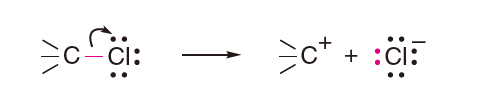 C–Cl → C⁺ + Cl⁻